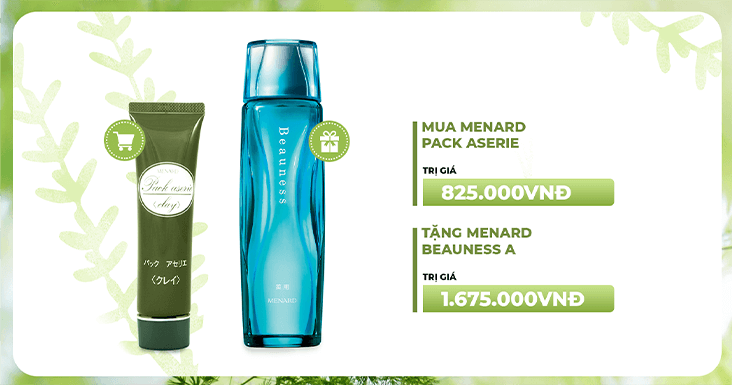 Pack aserie
(clay)
パック アセリエ
〈クレイ〉
Beauness
MENARD
MUA MENARD
PACK ASERIE
TRỊ GIÁ
825.000VNĐ
TẶNG MENARD
BEAUNESS A
TRỊ GIÁ
1.675.000VNĐ